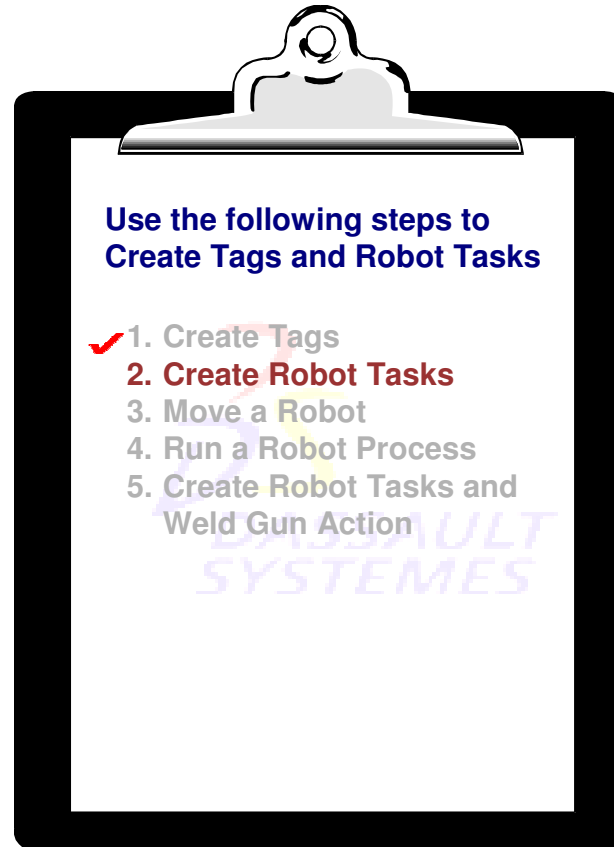 Use the following steps to
Create Tags and Robot Tasks
1. Create Tags
2. Create Robot Tasks
3. Move a Robot
4. Run a Robot Process
5. Create Robot Tasks and
Weld Gun Action
DASSAULT
SYSTEMES